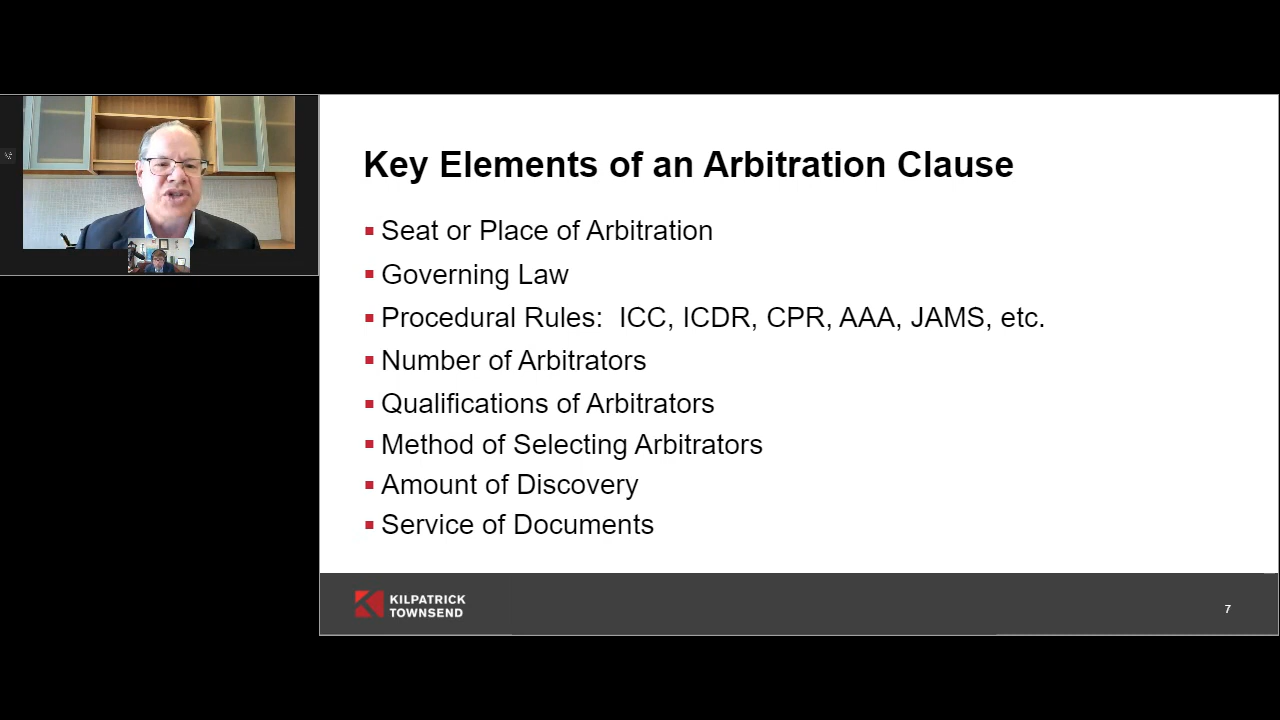 Key Elements of an Arbitration Clause
Seat or Place of Arbitration
Governing Law
Procedural Rules:  ICC, ICDR, CPR, AAA, JAMS, etc.
Number of Arbitrators
Qualifications of Arbitrators
Method of Selecting Arbitrators
Amount of Discovery
Service of Documents
KILPATRICK
TOWNSEND
7